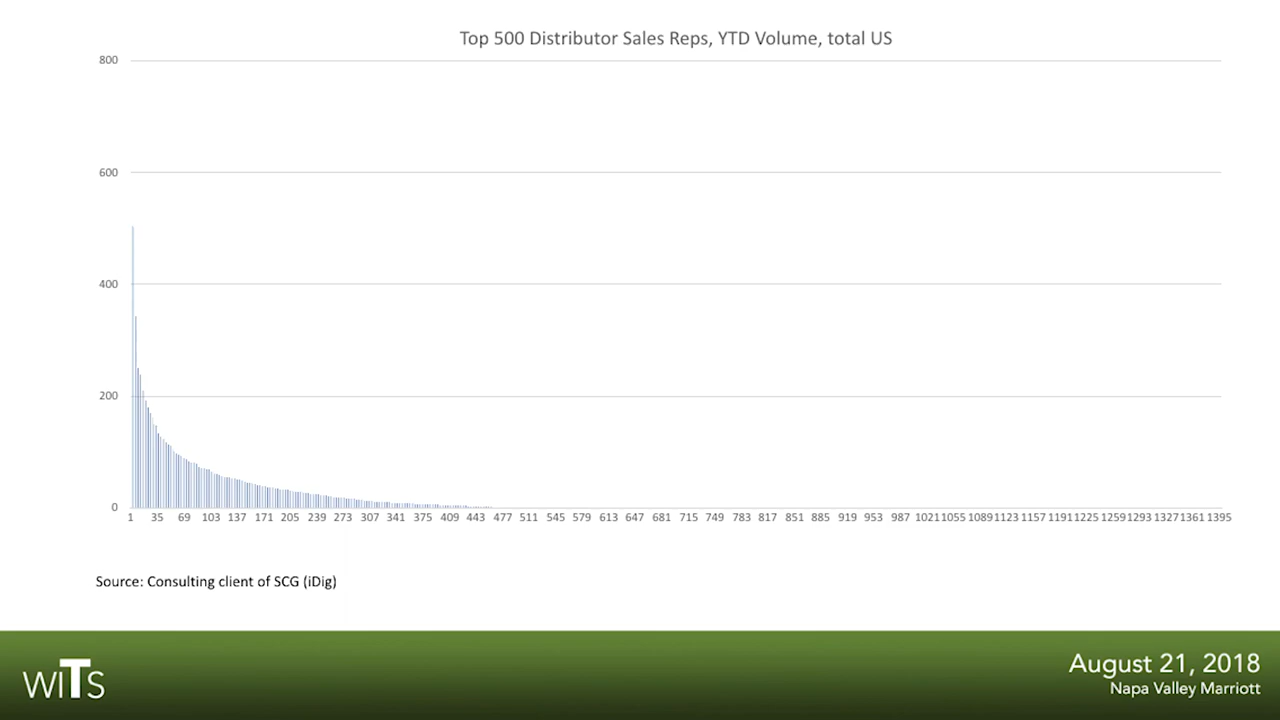 Top 500 Distributor Sales Reps, YTD Volume, total US
800
600
400
200
0
1 35 69 103 137 171 205 239 273 307 341 375 409 443 477 511 545 579 613 647 681 715 749 783 817 851 885 919 953 987 1021 1055 1089 1123 1157 1191 1225 1259 1293 1327 1361 1395
Source: Consulting client of SCG (iDig)
WITS
August 21, 2018
Napa Valley Marriott